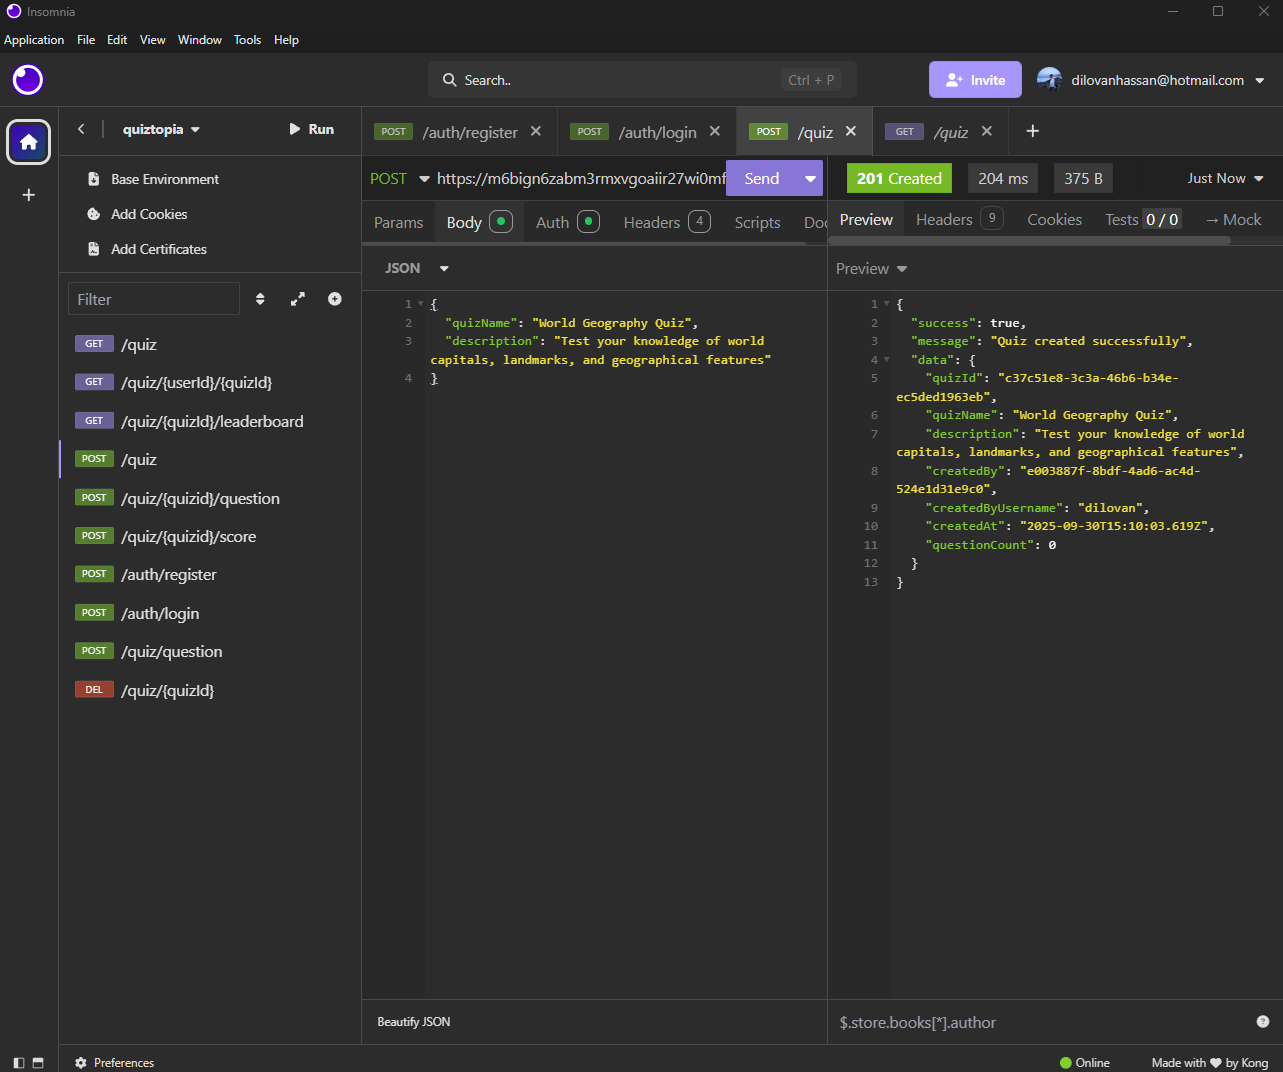 Insomnia
Application File Edit View Window Tools Help
Search.. Ctrl + P
Invite
dilovanhassan@hotmail.com
quiztopia
Run
Base Environment
Add Cookies
Add Certificates
Filter
GET /quiz
GET /quiz/{userId}/{quizId}
GET /quiz/{quizId}/leaderboard
POST /quiz
POST /quiz/{quizid}/question
POST /quiz/{quizid}/score
POST /auth/register
POST /auth/login
POST /quiz/question
DEL /quiz/{quizId}
POST /auth/register
POST /auth/login
POST /quiz
GET /quiz
POST https://m6bign6zabm3rmxvgoaiir27wi0mf Send
Params Body Auth Headers 4 Scripts Doc
JSON
1 {
2 "quizName": "World Geography Quiz",
3 "description": "Test your knowledge of world
capitals, landmarks, and geographical features"
4 }
Beautify JSON
201 Created 204 ms 375 B Just Now
Preview Headers 9 Cookies Tests 0 / 0 → Mock
Preview
1 {
2 "success": true,
3 "message": "Quiz created successfully",
4 "data": {
5 "quizId": "c37c51e8-3c3a-46b6-b34e-
ec5ded1963eb",
6 "quizName": "World Geography Quiz",
7 "description": "Test your knowledge of world
capitals, landmarks, and geographical features",
8 "createdBy": "e003887f-8bdf-4ad6-ac4d-
524e1d31e9c0",
9 "createdByUsername": "dilovan",
10 "createdAt": "2025-09-30T15:10:03.619Z",
11 "questionCount": 0
12 }
13 }
$.store.books[*].author
Preferences
Online
Made with ♥ by Kong